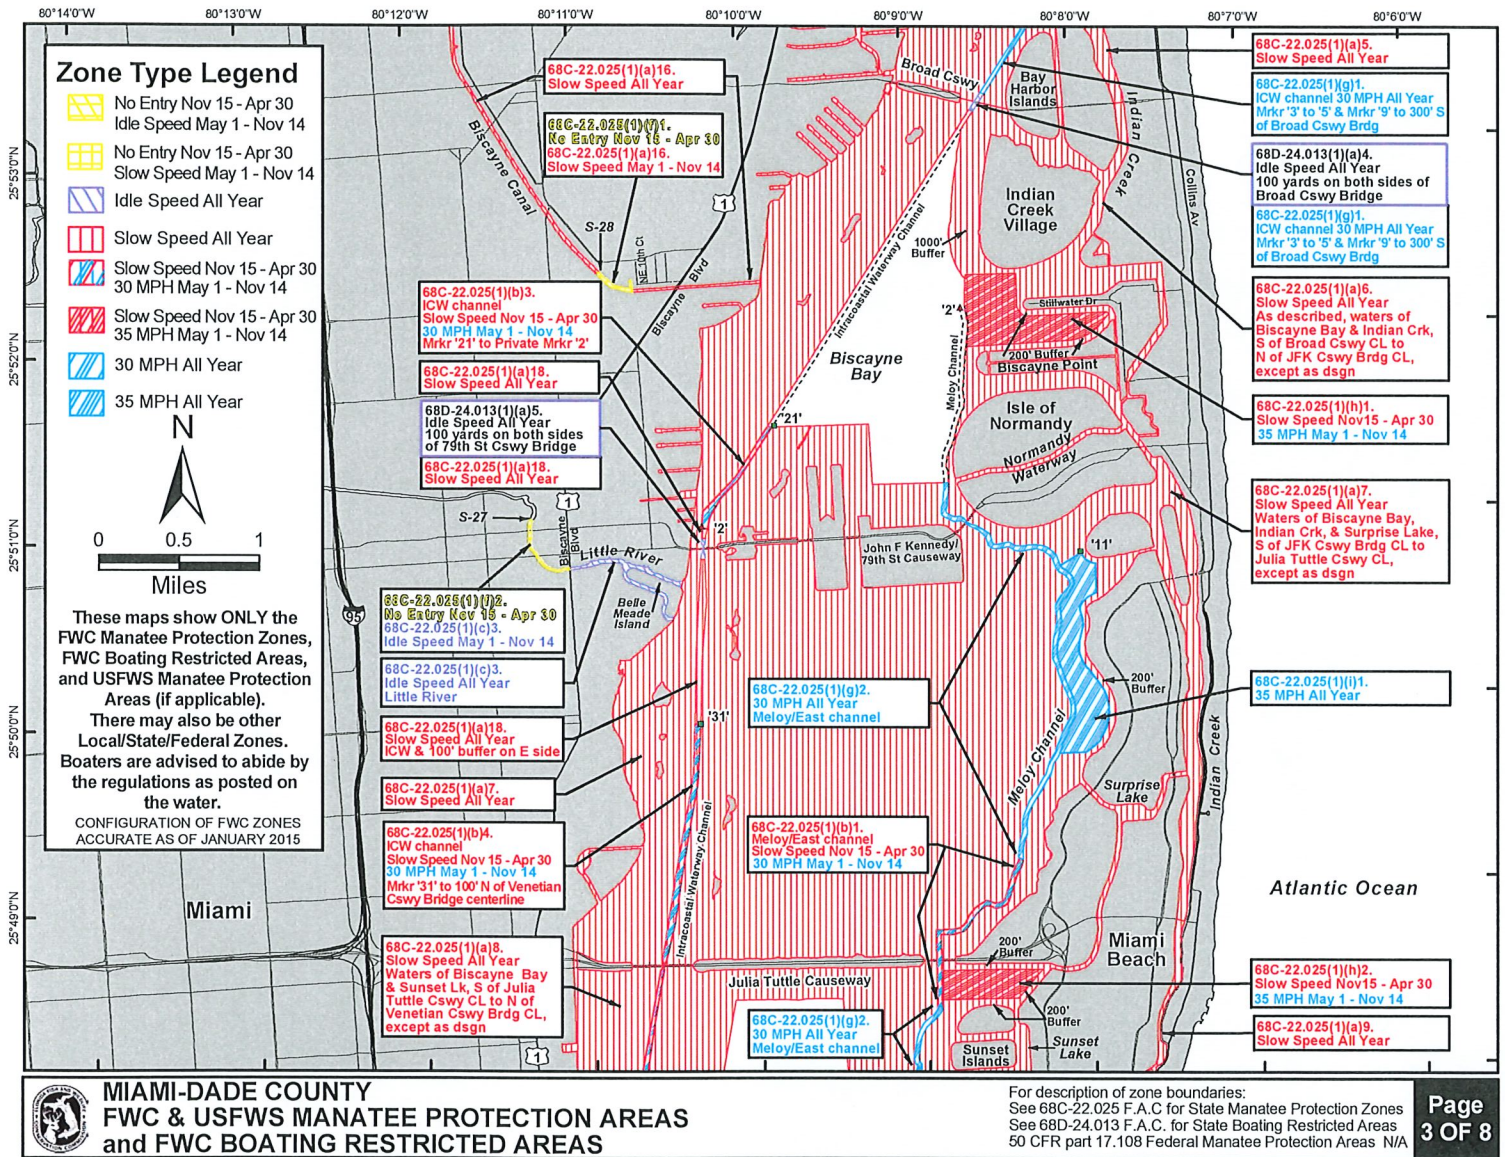 80°14'0"W
80°13'0"W
80°12'0"W
80°11'0"W
80°10'0"W
80°9'0"W
80°8'0"W
80°7'0"W
80°6'0"W
25°53'0"N
25°52'0"N
25°51'0"N
25°50'0"N
25°49'0"N
Zone Type Legend
No Entry Nov 15 - Apr 30
Idle Speed May 1 - Nov 14
No Entry Nov 15 - Apr 30
Slow Speed May 1 - Nov 14
Idle Speed All Year
Slow Speed All Year
Slow Speed Nov 15 - Apr 30
30 MPH May 1 - Nov 14
Slow Speed Nov 15 - Apr 30
35 MPH May 1 - Nov 14
30 MPH All Year
35 MPH All Year
N
0 0.5 1
Miles
These maps show ONLY the
FWC Manatee Protection Zones,
FWC Boating Restricted Areas,
and USFWS Manatee Protection
Areas (if applicable).
There may also be other
Local/State/Federal Zones.
Boaters are advised to abide by
the regulations as posted on
the water.
CONFIGURATION OF FWC ZONES
ACCURATE AS OF JANUARY 2015
68C-22.025(1)(a)16.
Slow Speed All Year
68C-22.025(1)(f)1.
No Entry Nov 15 - Apr 30
68C-22.025(1)(a)16.
Slow Speed May 1 - Nov 14
68C-22.025(1)(b)3.
ICW channel
Slow Speed Nov 15 - Apr 30
30 MPH May 1 - Nov 14
Mrkr '21' to Private Mrkr '2'
68C-22.025(1)(a)18.
Slow Speed All Year
68D-24.013(1)(a)5.
Idle Speed All Year
100 yards on both sides
of 79th St Cswy Bridge
68C-22.025(1)(a)18.
Slow Speed All Year
68C-22.025(1)(f)2.
No Entry Nov 15 - Apr 30
68C-22.025(1)(c)3.
Idle Speed May 1 - Nov 14
68C-22.025(1)(c)3.
Idle Speed All Year
Little River
68C-22.025(1)(a)18.
Slow Speed All Year
ICW & 100' buffer on E side
68C-22.025(1)(a)7.
Slow Speed All Year
68C-22.025(1)(b)4.
ICW channel
Slow Speed Nov 15 - Apr 30
30 MPH May 1 - Nov 14
Mrkr '31' to 100' N of Venetian
Cswy Bridge centerline
68C-22.025(1)(a)8.
Slow Speed All Year
Waters of Biscayne Bay
& Sunset Lk, S of Julia
Tuttle Cswy CL to N of
Venetian Cswy Brdg CL,
except as dsgn
68C-22.025(1)(g)2.
30 MPH All Year
Meloy/East channel
68C-22.025(1)(b)1.
Meloy/East channel
Slow Speed Nov 15 - Apr 30
30 MPH May 1 - Nov 14
68C-22.025(1)(g)2.
30 MPH All Year
Meloy/East channel
68C-22.025(1)(a)5.
Slow Speed All Year
68C-22.025(1)(g)1.
ICW channel 30 MPH All Year
Mrkr '3' to '5' & Mrkr '9' to 300' S
of Broad Cswy Brdg
68D-24.013(1)(a)4.
Idle Speed All Year
100 yards on both sides of
Broad Cswy Bridge
68C-22.025(1)(g)1.
ICW channel 30 MPH All Year
Mrkr '3' to '5' & Mrkr '9' to 300' S
of Broad Cswy Brdg
68C-22.025(1)(a)6.
Slow Speed All Year
As described, waters of
Biscayne Bay & Indian Crk,
S of Broad Cswy CL to
N of JFK Cswy Brdg CL,
except as dsgn
68C-22.025(1)(h)1.
Slow Speed Nov15 - Apr 30
35 MPH May 1 - Nov 14
68C-22.025(1)(a)7.
Slow Speed All Year
Waters of Biscayne Bay,
Indian Crk, & Surprise Lake,
S of JFK Cswy Brdg CL to
Julia Tuttle Cswy CL,
except as dsgn
68C-22.025(1)(i)1.
35 MPH All Year
68C-22.025(1)(h)2.
Slow Speed Nov15 - Apr 30
35 MPH May 1 - Nov 14
68C-22.025(1)(a)9.
Slow Speed All Year
Biscayne Canal
S-28
NE 10th Ct
Biscayne Blvd
1
Broad Cswy
Bay
Harbor
Islands
Indian Creek
Collins Av
Indian
Creek
Village
1000'
Buffer
Intracoastal Waterway Channel
Biscayne
Bay
'2'
Stillwater Dr
200' Buffer
Biscayne Point
Meloy Channel
Isle of
Normandy
Normandy
Waterway
'21'
'2'
S-27
1
Biscayne
Blvd
Little River
Belle
Meade
Island
John F Kennedy/
79th St Causeway
'11'
95
'31'
200'
Buffer
Meloy Channel
Surprise
Lake
Indian Creek
Intracoastal Waterway Channel
Atlantic Ocean
Miami
Miami
Beach
200'
Buffer
Julia Tuttle Causeway
200'
Buffer
Sunset
Lake
Sunset
Islands
1
MIAMI-DADE COUNTY
FWC & USFWS MANATEE PROTECTION AREAS
and FWC BOATING RESTRICTED AREAS
For description of zone boundaries:
See 68C-22.025 F.A.C for State Manatee Protection Zones
See 68D-24.013 F.A.C. for State Boating Restricted Areas
50 CFR part 17.108 Federal Manatee Protection Areas N/A
Page
3 OF 8